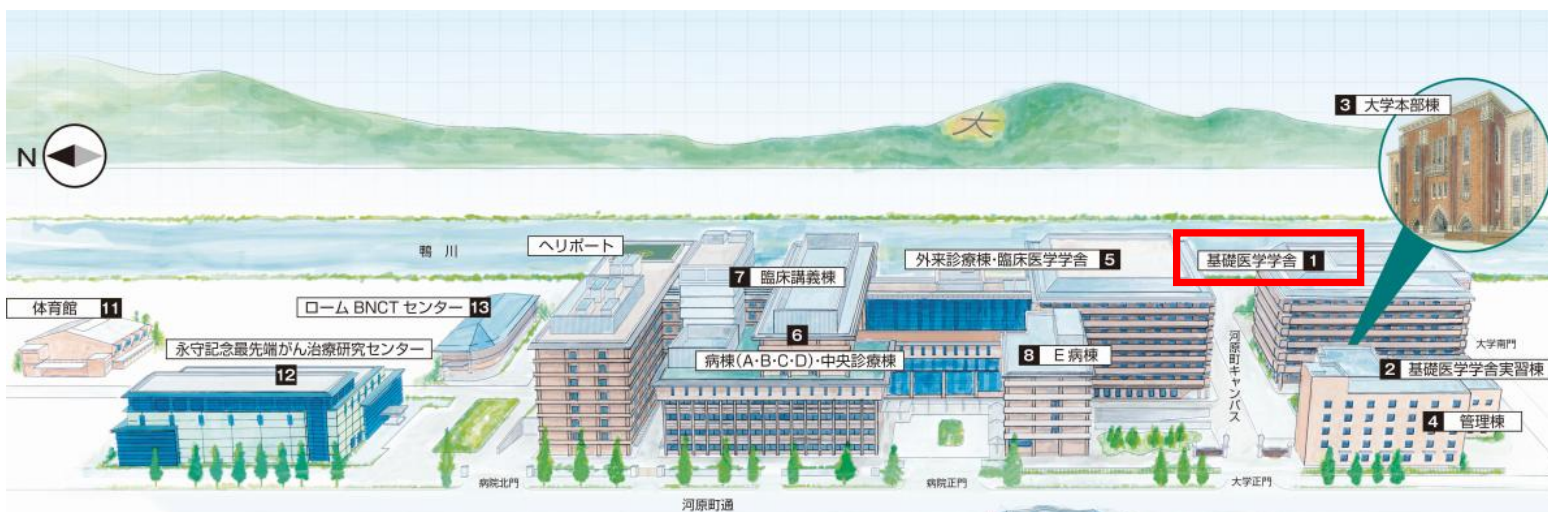 大
3 大学本部棟
N
鴨川
ヘリポート
7 臨床講義棟
外来診療棟・臨床医学学舎 5
基礎医学学舎 1
体育館 11
ローム BNCT センター 13
永守記念最先端がん治療研究センター
12
6
病棟(A・B・C・D)・中央診療棟
8 E病棟
河原町キャンパス
大学南門
2 基礎医学学舎実習棟
4 管理棟
病院北門
河原町通
病院正門
大学正門